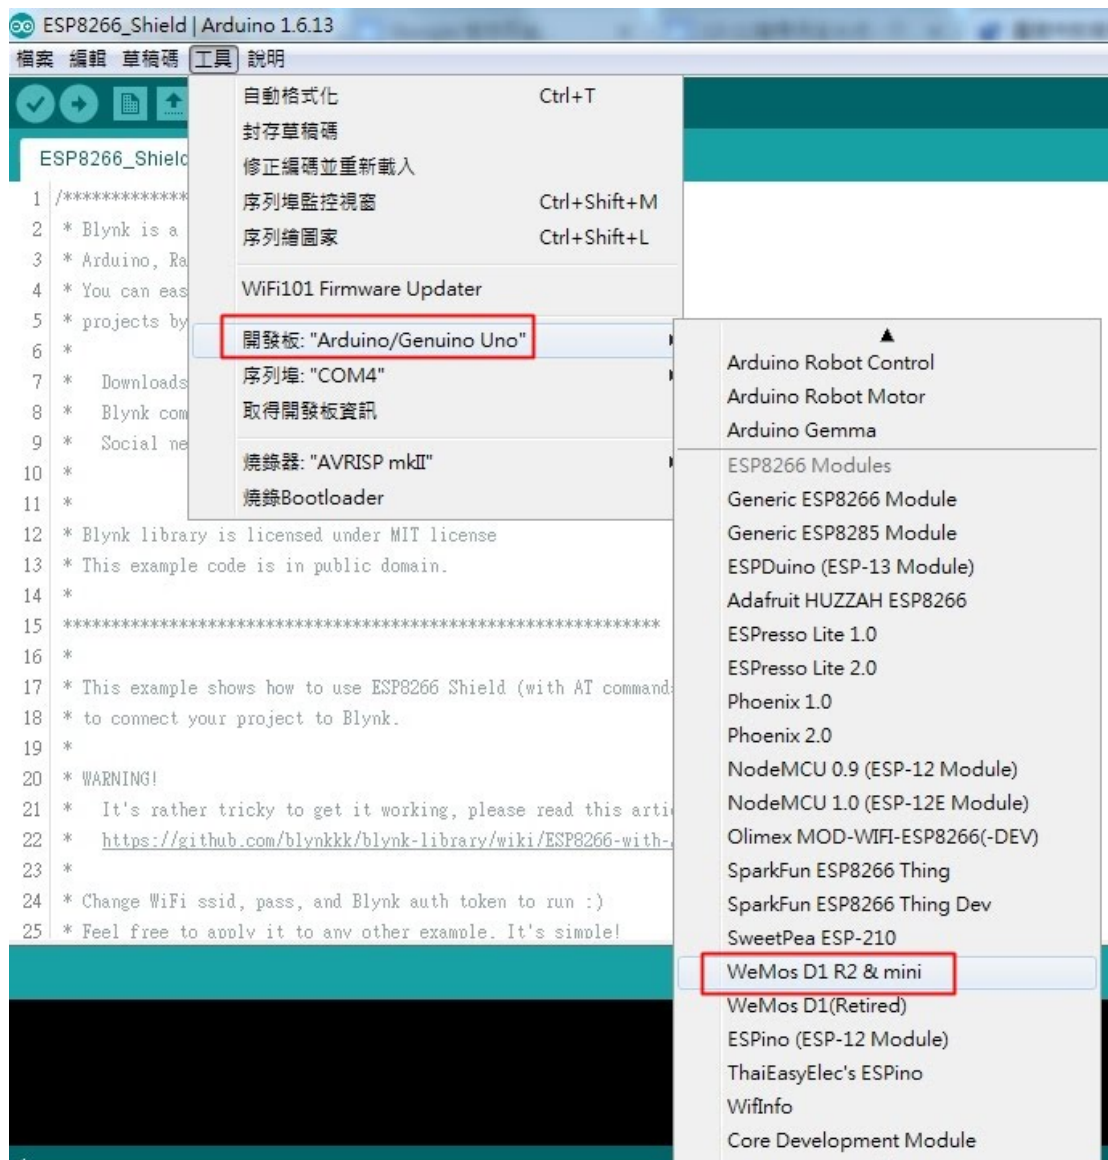 ESP8266_Shield | Arduino 1.6.13
檔案 編輯 草稿碼 工具 說明
ESP8266_Shield
自動格式化 Ctrl+T
封存草稿碼
修正編碼並重新載入
序列埠監控視窗 Ctrl+Shift+M
序列繪圖家 Ctrl+Shift+L
WiFi101 Firmware Updater
開發板: "Arduino/Genuino Uno"
序列埠: "COM4"
取得開發板資訊
燒錄器: "AVRISP mkII"
燒錄Bootloader
▲
Arduino Robot Control
Arduino Robot Motor
Arduino Gemma
ESP8266 Modules
Generic ESP8266 Module
Generic ESP8285 Module
ESPDuino (ESP-13 Module)
Adafruit HUZZAH ESP8266
ESPresso Lite 1.0
ESPresso Lite 2.0
Phoenix 1.0
Phoenix 2.0
NodeMCU 0.9 (ESP-12 Module)
NodeMCU 1.0 (ESP-12E Module)
Olimex MOD-WIFI-ESP8266(-DEV)
SparkFun ESP8266 Thing
SparkFun ESP8266 Thing Dev
SweetPea ESP-210
WeMos D1 R2 & mini
WeMos D1(Retired)
ESPino (ESP-12 Module)
ThaiEasyElec's ESPino
WifInfo
Core Development Module
1 /*************
2 * Blynk is a
3 * Arduino, Ra
4 * You can eas
5 * projects by
6 *
7 * Downloads
8 * Blynk com
9 * Social ne
10 *
11 *
12 * Blynk library is licensed under MIT license
13 * This example code is in public domain.
14 *
15 *************************************************************
16 *
17 * This example shows how to use ESP8266 Shield (with AT command
18 * to connect your project to Blynk.
19 *
20 * WARNING!
21 * It's rather tricky to get it working, please read this arti
22 * https://github.com/blynkkk/blynk-library/wiki/ESP8266-with-
23 *
24 * Change WiFi ssid, pass, and Blynk auth token to run :)
25 * Feel free to apply it to any other example. It's simple!